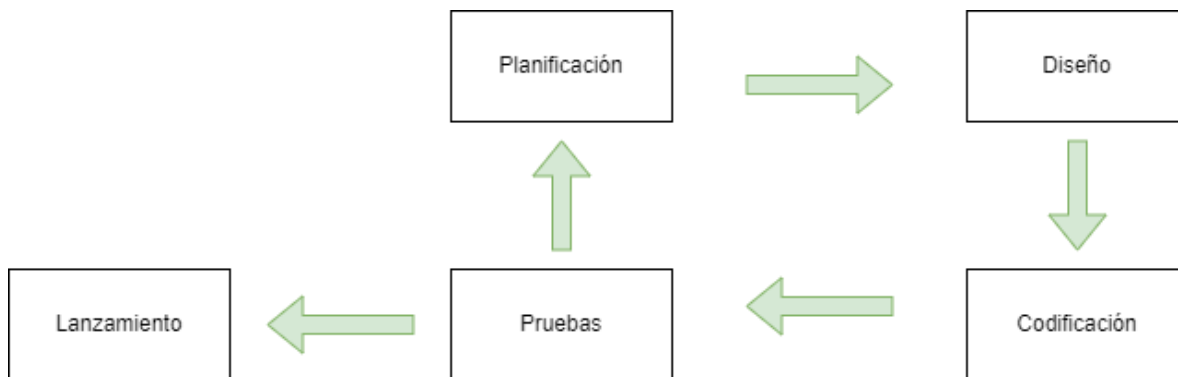 Planificación
Diseño
Lanzamiento
Pruebas
Codificación